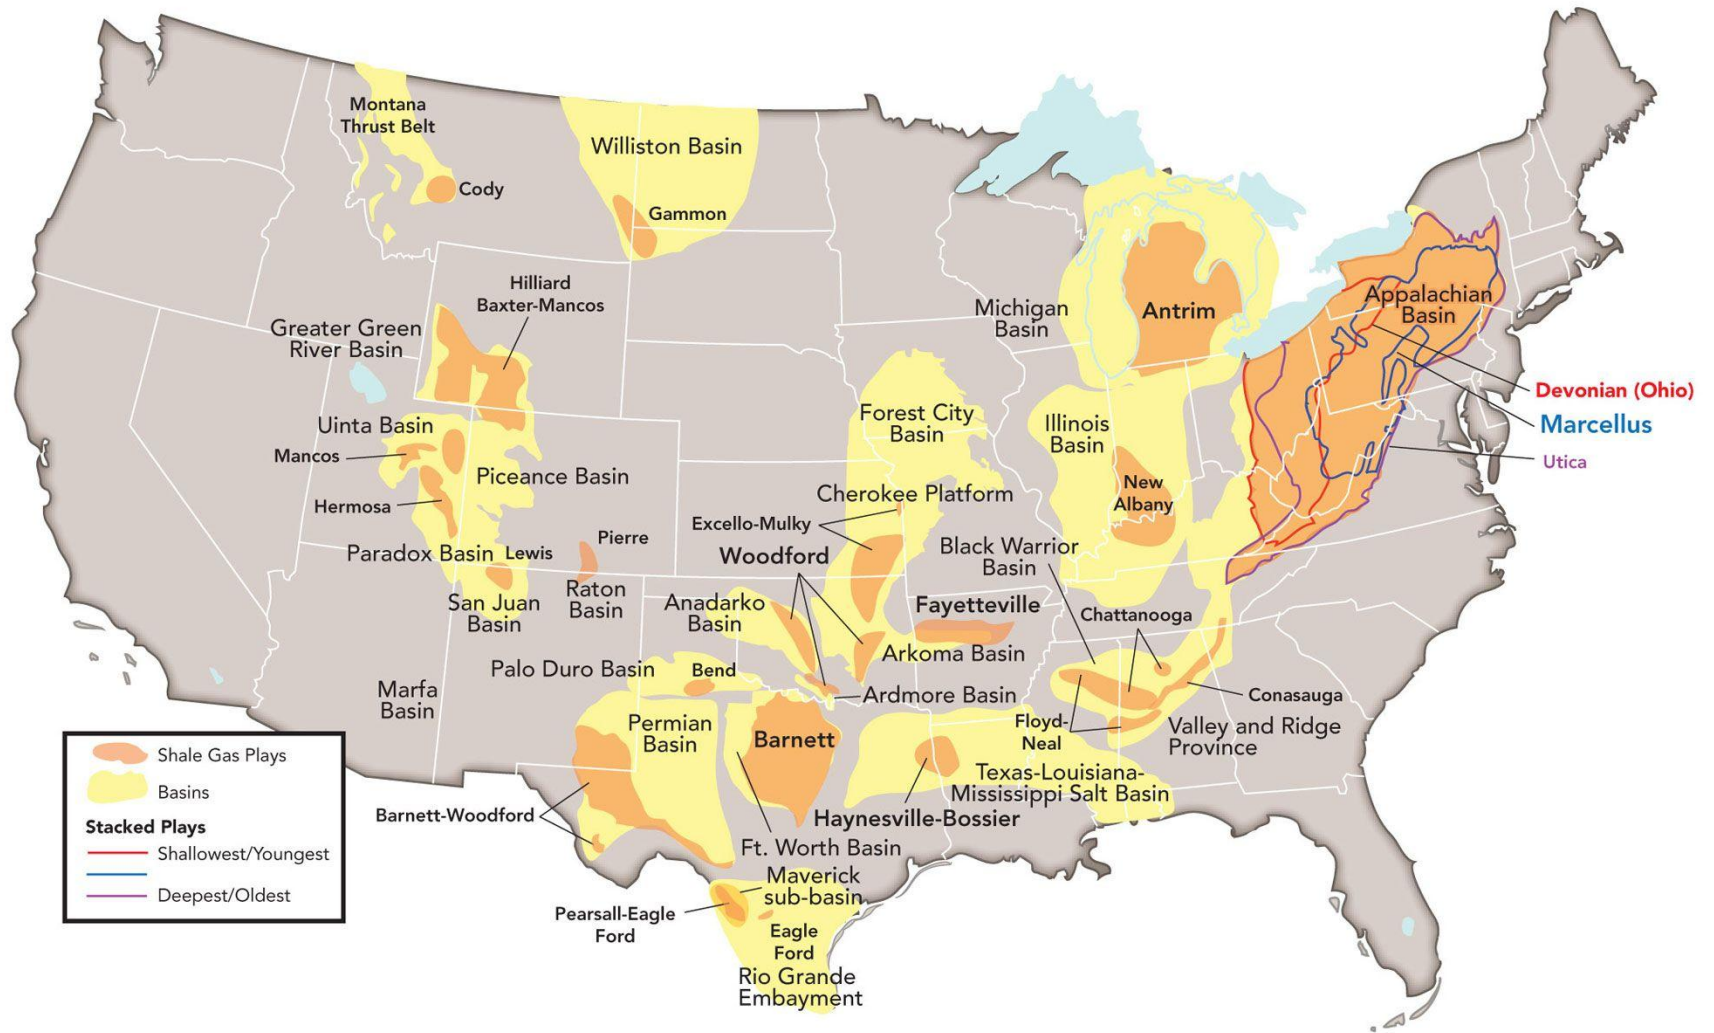 Montana
Thrust Belt
Cody
Williston Basin
Gammon
Hilliard
Baxter-Mancos
Greater Green
River Basin
Uinta Basin
Mancos
Piceance Basin
Hermosa
Paradox Basin
Lewis
Pierre
San Juan
Basin
Raton
Basin
Forest City
Basin
Cherokee Platform
Excello-Mulky
Woodford
Anadarko
Basin
Fayetteville
Arkoma Basin
Palo Duro Basin
Bend
Ardmore Basin
Marfa
Basin
Permian
Basin
Barnett
Barnett-Woodford
Ft. Worth Basin
Haynesville-Bossier
Texas-Louisiana-
Mississippi Salt Basin
Maverick
sub-basin
Pearsall-Eagle
Ford
Eagle
Ford
Rio Grande
Embayment
Michigan
Basin
Antrim
Illinois
Basin
New
Albany
Black Warrior
Basin
Chattanooga
Conasauga
Floyd-
Neal
Valley and Ridge
Province
Appalachian
Basin
Devonian (Ohio)
Marcellus
Utica
Shale Gas Plays
Basins
Stacked Plays
Shallowest/Youngest
Deepest/Oldest